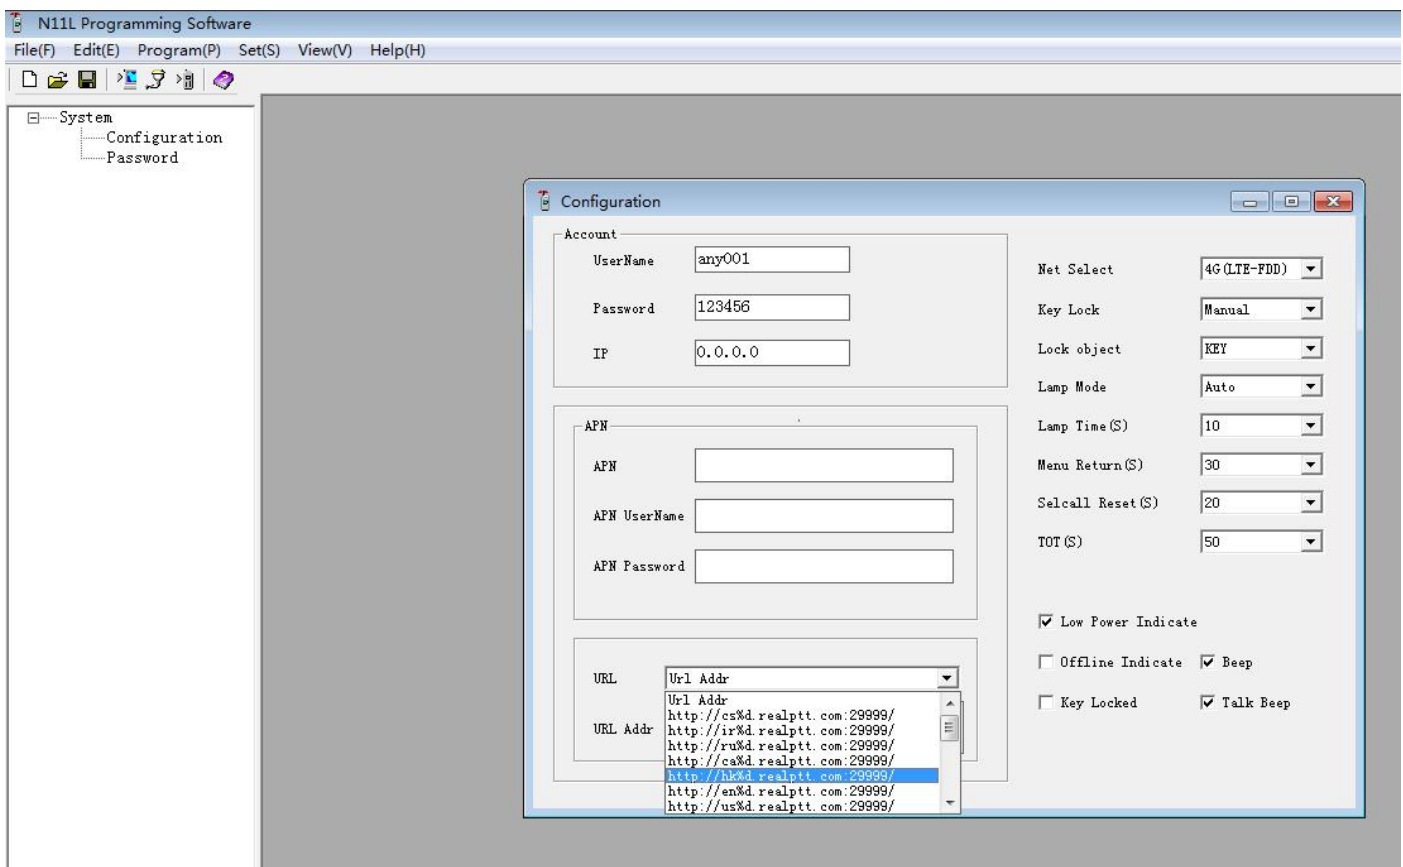 N11L Programming Software
File(F) Edit(E) Program(P) Set(S) View(V) Help(H)
System
Configuration
Password
Configuration
Account
UserName any001
Password 123456
IP 0.0.0.0
APN
APN
APN UserName
APN Password
URL Url Addr
URL Addr
Url Addr
http://cs%d.realptt.com:29999/
http://ir%d.realptt.com:29999/
http://ru%d.realptt.com:29999/
http://ca%d.realptt.com:29999/
http://hk%d.realptt.com:29999/
http://en%d.realptt.com:29999/
http://us%d.realptt.com:29999/
Net Select 4G(LTE-FDD)
Key Lock Manual
Lock object KEY
Lamp Mode Auto
Lamp Time(S) 10
Menu Return(S) 30
Selcall Reset(S) 20
TOT(S) 50
Low Power Indicate
Offline Indicate Beep
Key Locked Talk Beep